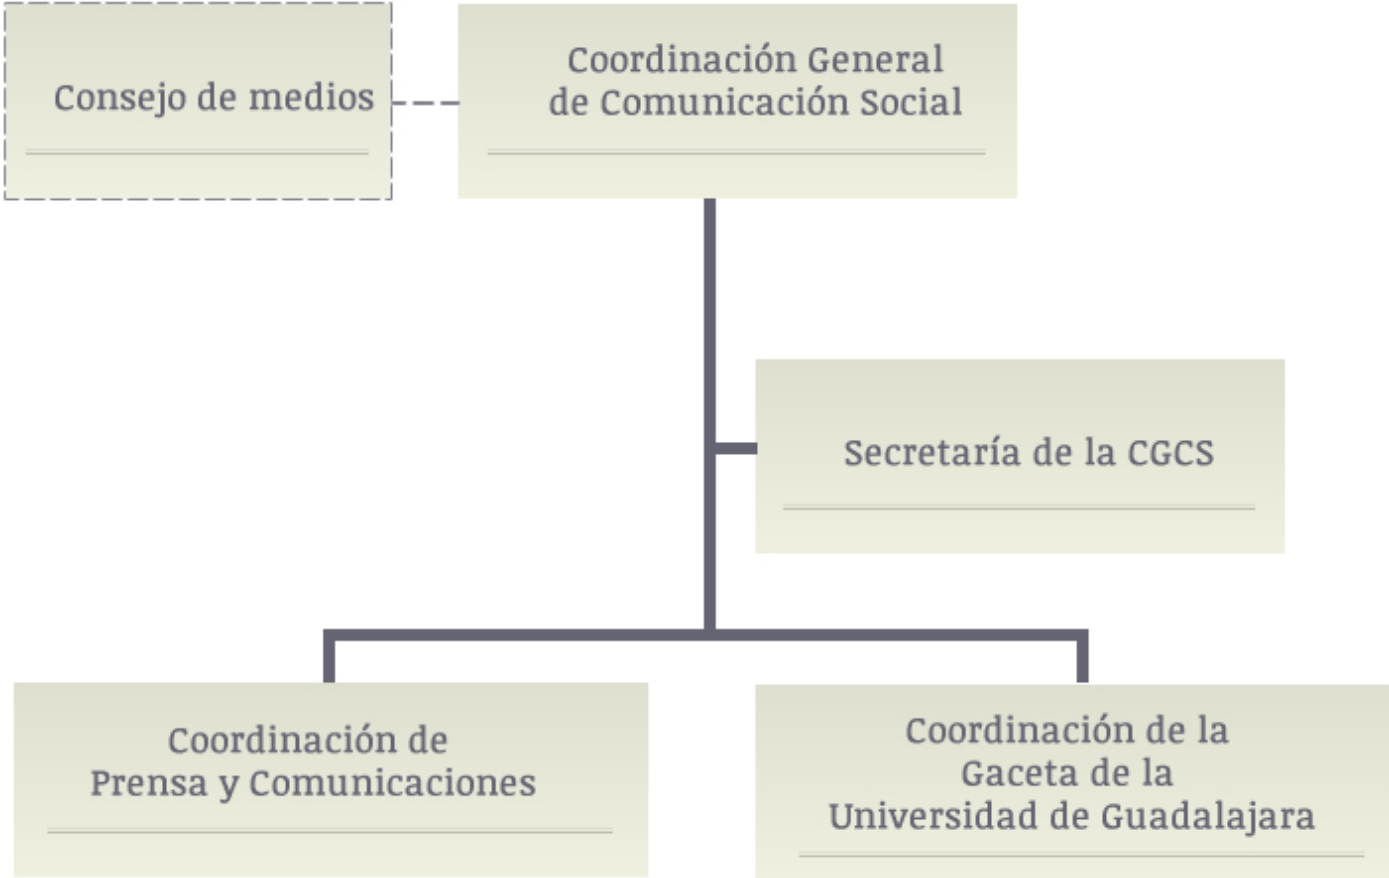 Consejo de medios
Coordinación General
de Comunicación Social
Secretaría de la CGCS
Coordinación de
Prensa y Comunicaciones
Coordinación de la
Gaceta de la
Universidad de Guadalajara